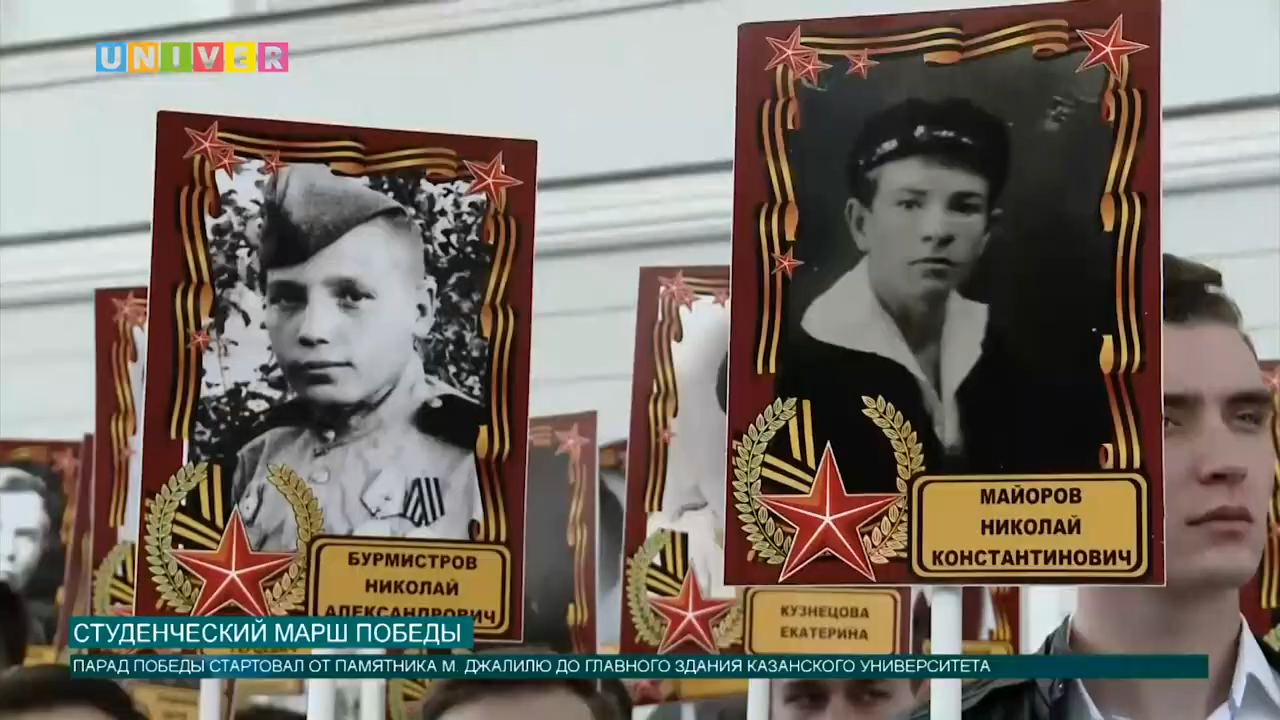 UNIVER
БУРМИСТРОВ
НИКОЛАЙ
АЛЕКСАНДРОВИЧ
МАЙОРОВ
НИКОЛАЙ
КОНСТАНТИНОВИЧ
КУЗНЕЦОВА
ЕКАТЕРИНА
СТУДЕНЧЕСКИЙ МАРШ ПОБЕДЫ
ПАРАД ПОБЕДЫ СТАРТОВАЛ ОТ ПАМЯТНИКА М. ДЖАЛИЛЮ ДО ГЛАВНОГО ЗДАНИЯ КАЗАНСКОГО УНИВЕРСИТЕТА